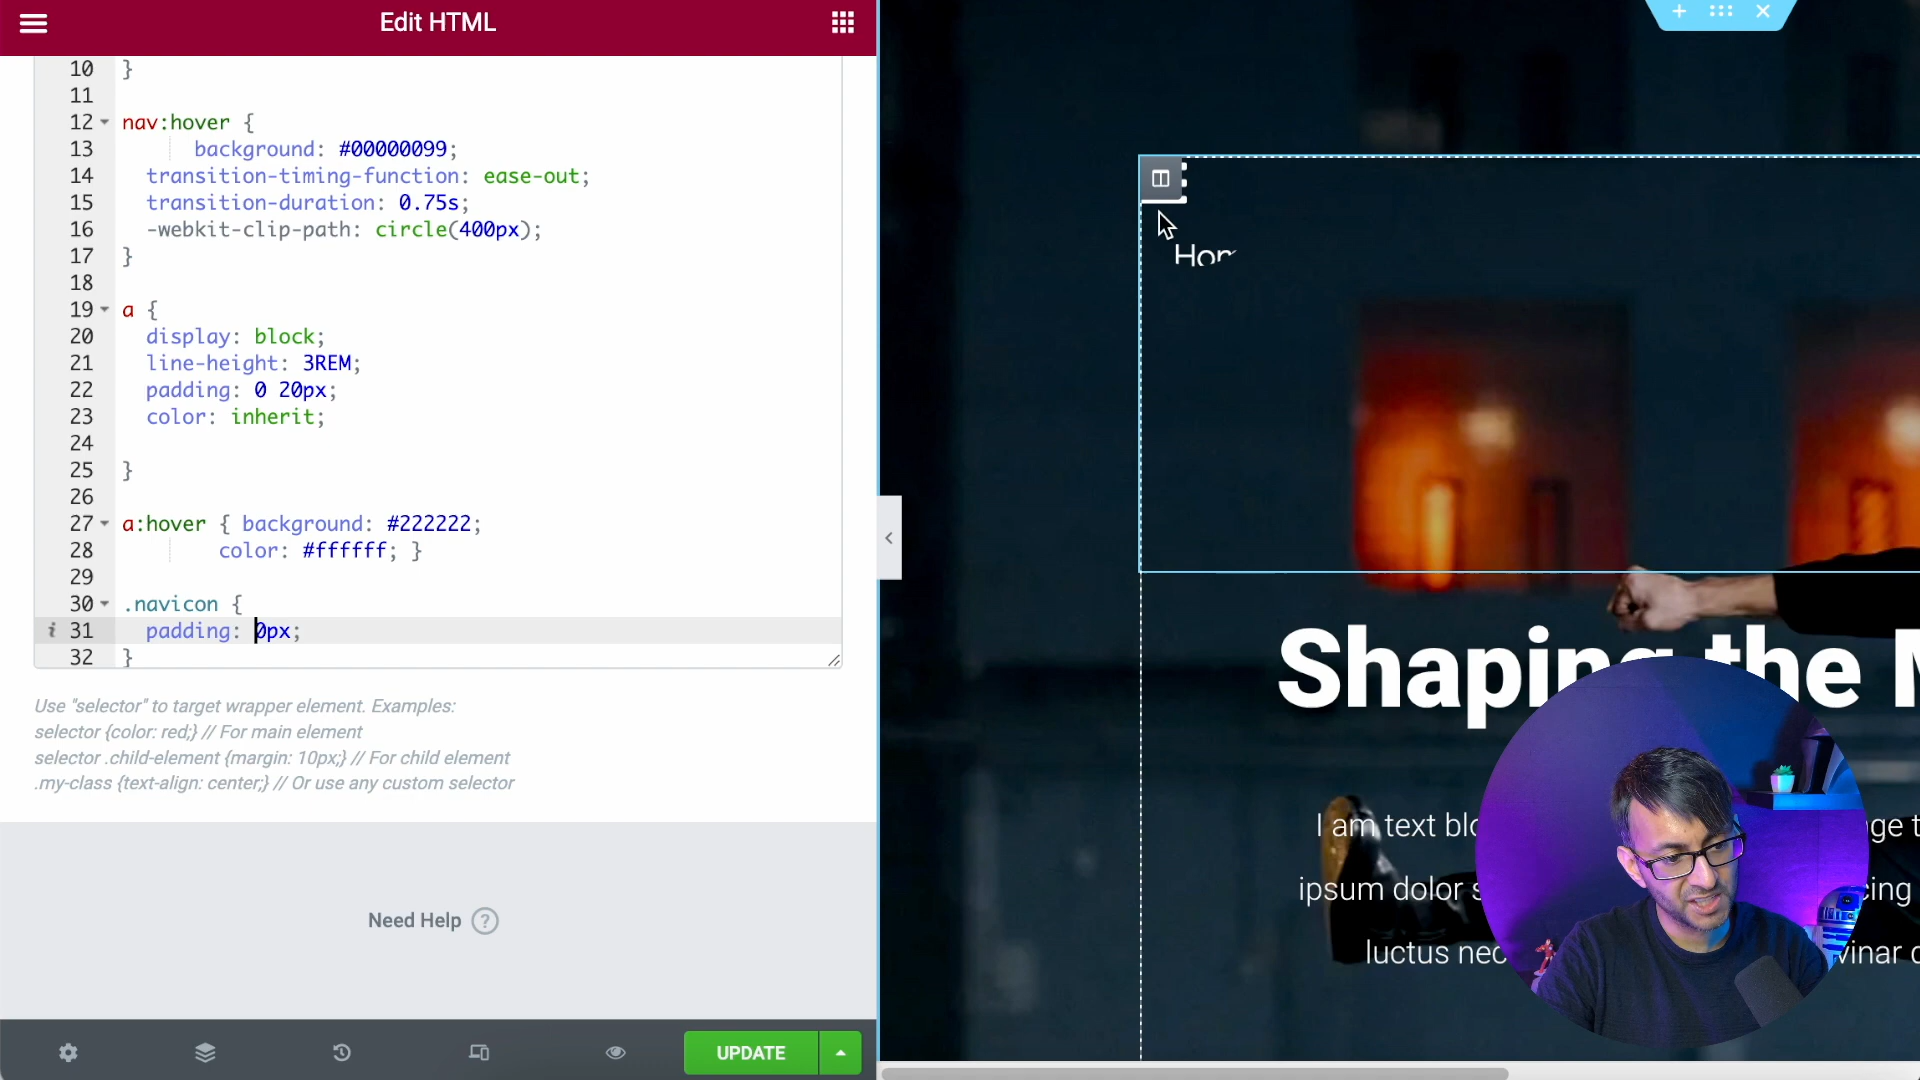 Edit HTML
10 }
11
12 nav:hover {
13 background: #00000099;
14 transition-timing-function: ease-out;
15 transition-duration: 0.75s;
16 -webkit-clip-path: circle(400px);
17 }
18
19 a {
20 display: block;
21 line-height: 3REM;
22 padding: 0 20px;
23 color: inherit;
24
25 }
26
27 a:hover { background: #222222;
28 color: #ffffff; }
29
30 .navicon {
i 31 padding: 0px;
32 }
Use "selector" to target wrapper element. Examples:
selector {color: red;} // For main element
selector .child-element {margin: 10px;} // For child element
.my-class {text-align: center;} // Or use any custom selector
Need Help ?
UPDATE
Shaping the
I am text
ipsum dolor
luctus